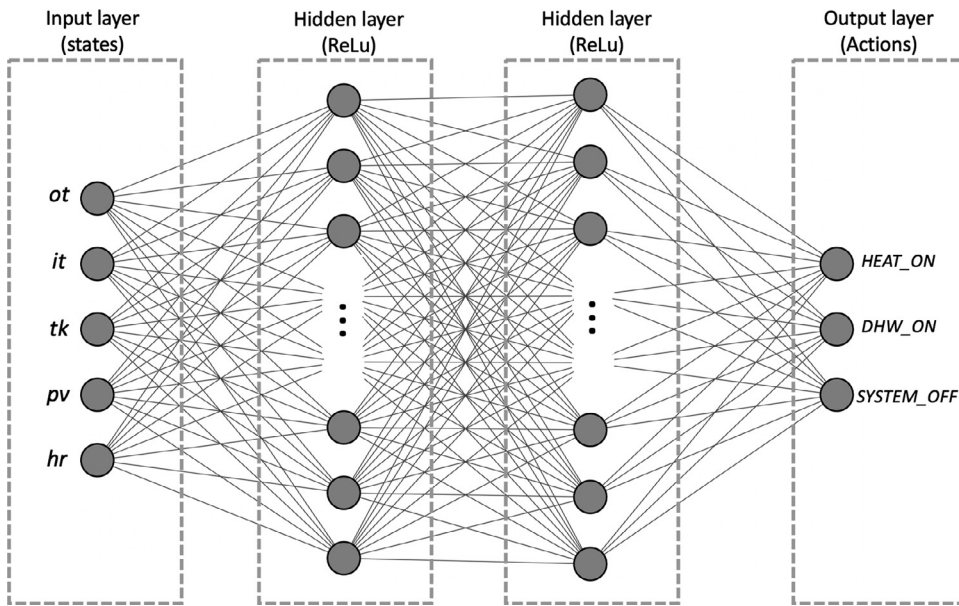 Input layer
(states)
Hidden layer
(ReLu)
Hidden layer
(ReLu)
Output layer
(Actions)
ot
it
tk
pv
hr
HEAT_ON
DHW_ON
SYSTEM_OFF